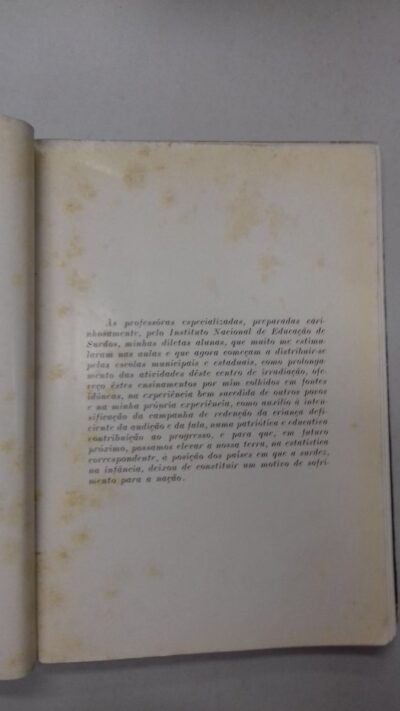 Às professôras especializadas, preparadas cari-
nhosamente, pelo Instituto Nacional de Educação de
Surdos, minhas diletas alunas, que muito me estimu-
laram nas aulas e que agora começam a distribuir-se
pelas escolas municipais e estaduais, como prolonga-
mento das atividades dêste centro de irradiação, ofe-
reço êstes ensinamentos por mim colhidos em fontes
idôneas, na experiência bem sucedida de outros povos
e na minha própria experiência, como auxílio à inten-
sificação da campanha de redenção da criança defi-
ciente da audição e da fala, numa patriótica e educativa
contribuição ao progresso, e para que, em futuro
próximo, possamos elevar a nossa terra, na estatística
correspondente, a posição dos países em que a surdez,
na infância, deixou de constituir um motivo de sofri-
mento para a nação.